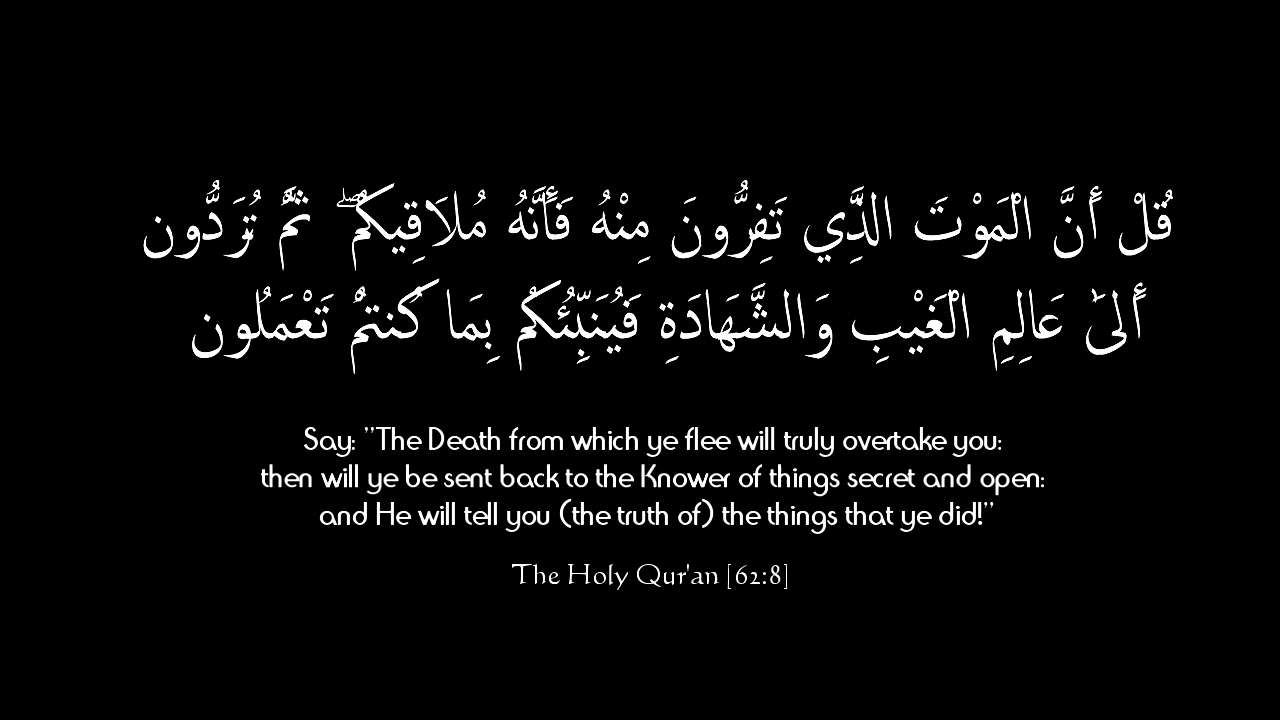 قُلْ أَنَّ الْمَوْتَ الَّذِي تَفِرُّونَ مِنْهُ فَأَنَّهُ مُلَاقِيكُمْ ۖ ثُمَّ تُرَدُّون
أَلَىٰ عَالِمِ الْغَيْبِ وَالشَّهَادَةِ فَيُنَبِّئُكُم بِمَا كُنتُمْ تَعْمَلُون
Say: "The Death from which ye flee will truly overtake you:
then will ye be sent back to the Knower of things secret and open:
and He will tell you (the truth of) the things that ye did!"
The Holy Qur'an [62:8]